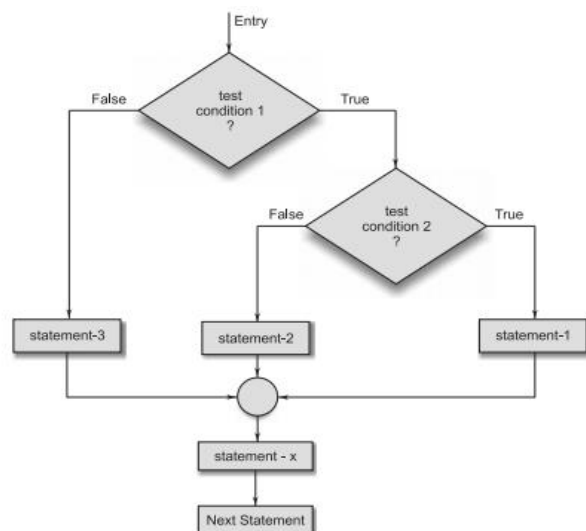 Entry
test
condition 1
?
False
True
test
condition 2
?
False
True
statement-3
statement-2
statement-1
statement - x
Next Statement